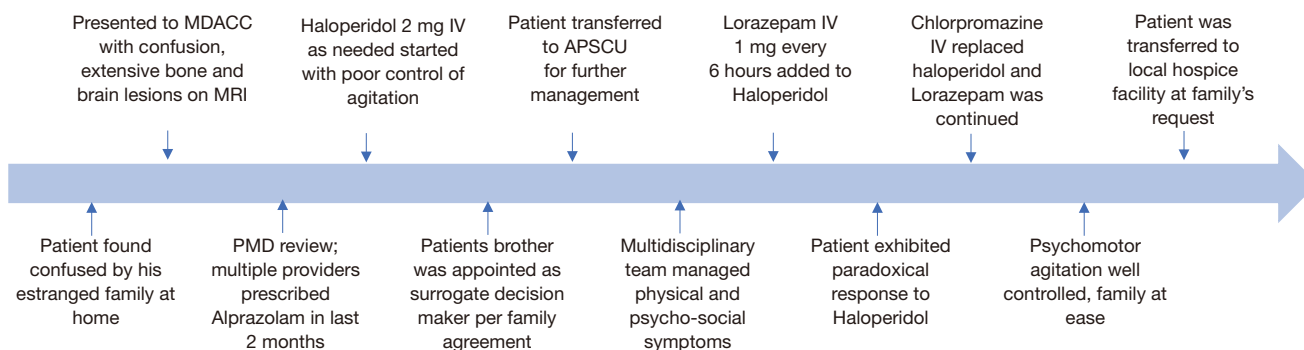 Presented to MDACC
with confusion,
extensive bone and
brain lesions on MRI
Haloperidol 2 mg IV
as needed started
with poor control of
agitation
Patient transferred
to APSCU
for further
management
Lorazepam IV
1 mg every
6 hours added to
Haloperidol
Chlorpromazine
IV replaced
haloperidol and
Lorazepam was
continued
Patient was
transferred to
local hospice
facility at family’s
request
Patient found
confused by his
estranged family at
home
PMD review;
multiple providers
prescribed
Alprazolam in last
2 months
Patients brother
was appointed as
surrogate decision
maker per family
agreement
Multidisciplinary
team managed
physical and
psycho-social
symptoms
Patient exhibited
paradoxical
response to
Haloperidol
Psychomotor
agitation well
controlled, family at
ease